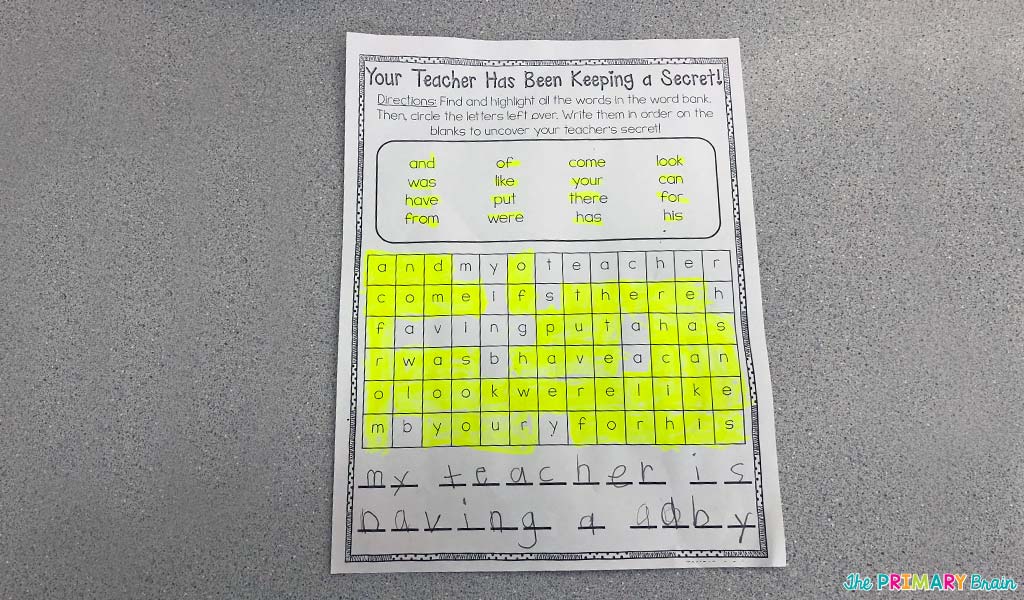 Your Teacher Has Been Keeping a Secret!
Directions: Find and highlight all the words in the word bank.
Then, circle the letters left over. Write them in order on the
blanks to uncover your teacher's secret!
and of come look
was like your can
have put there for
from were has his
a n d m y o t e a c h e r
c o m e i f s t h e r e h
f a v i n g p u t a h a s
r w a s b h a v e a c a n
o l o o k w e r e l i k e
m b y o u r y f o r h i s
my teacher is
having a
The PRIMARY Brain